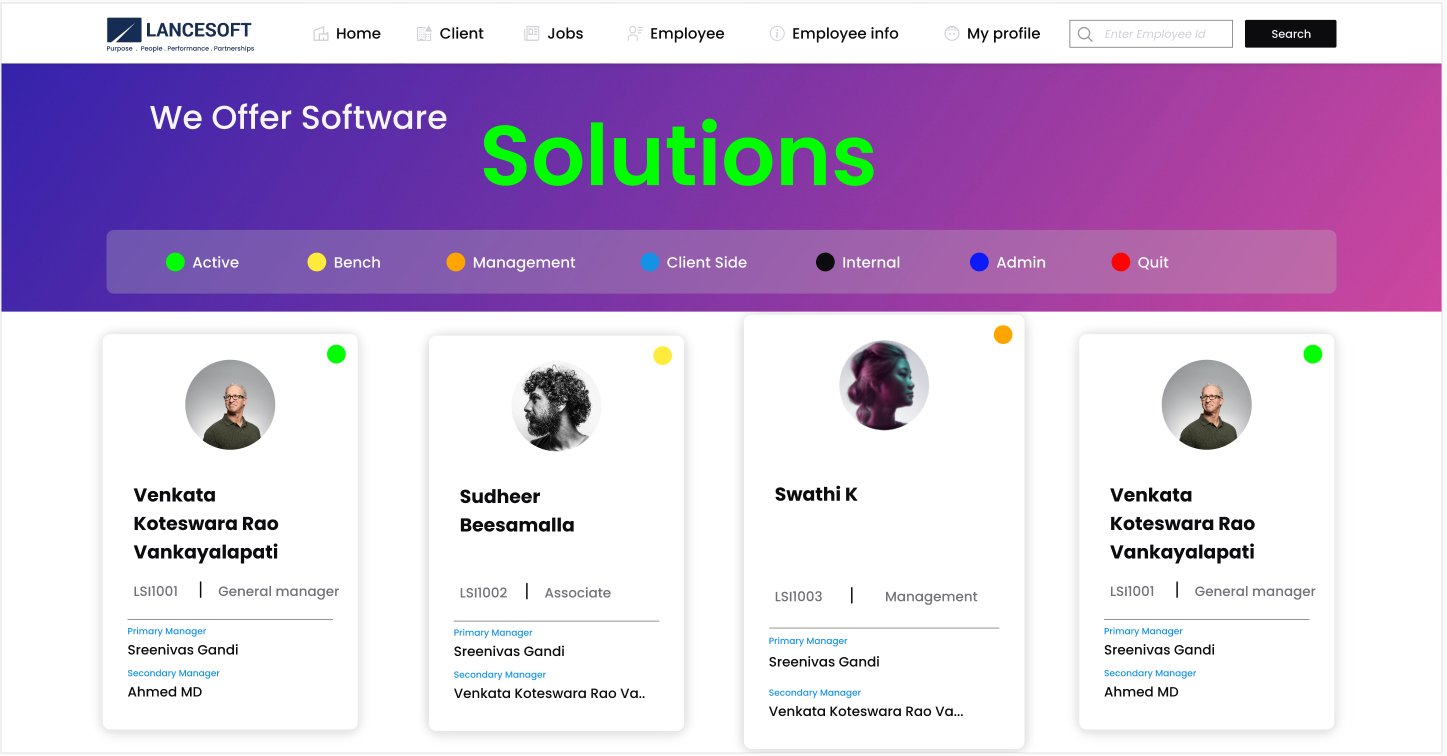 LANCESOFT
Purpose . People . Performance . Partnerships
Home
Client
Jobs
Employee
Employee info
My profile
Enter Employee Id
Search
We Offer Software
Solutions
Active
Bench
Management
Client Side
Internal
Admin
Quit
Venkata
Koteswara Rao
Vankayalapati
LSI1001 | General manager
Primary Manager
Sreenivas Gandi
Secondary Manager
Ahmed MD
Sudheer
Beesamalla
LSI1002 | Associate
Primary Manager
Sreenivas Gandi
Secondary Manager
Venkata Koteswara Rao Va..
Swathi K
LSI1003 | Management
Primary Manager
Sreenivas Gandi
Secondary Manager
Venkata Koteswara Rao Va...
Venkata
Koteswara Rao
Vankayalapati
LSI1001 | General manager
Primary Manager
Sreenivas Gandi
Secondary Manager
Ahmed MD